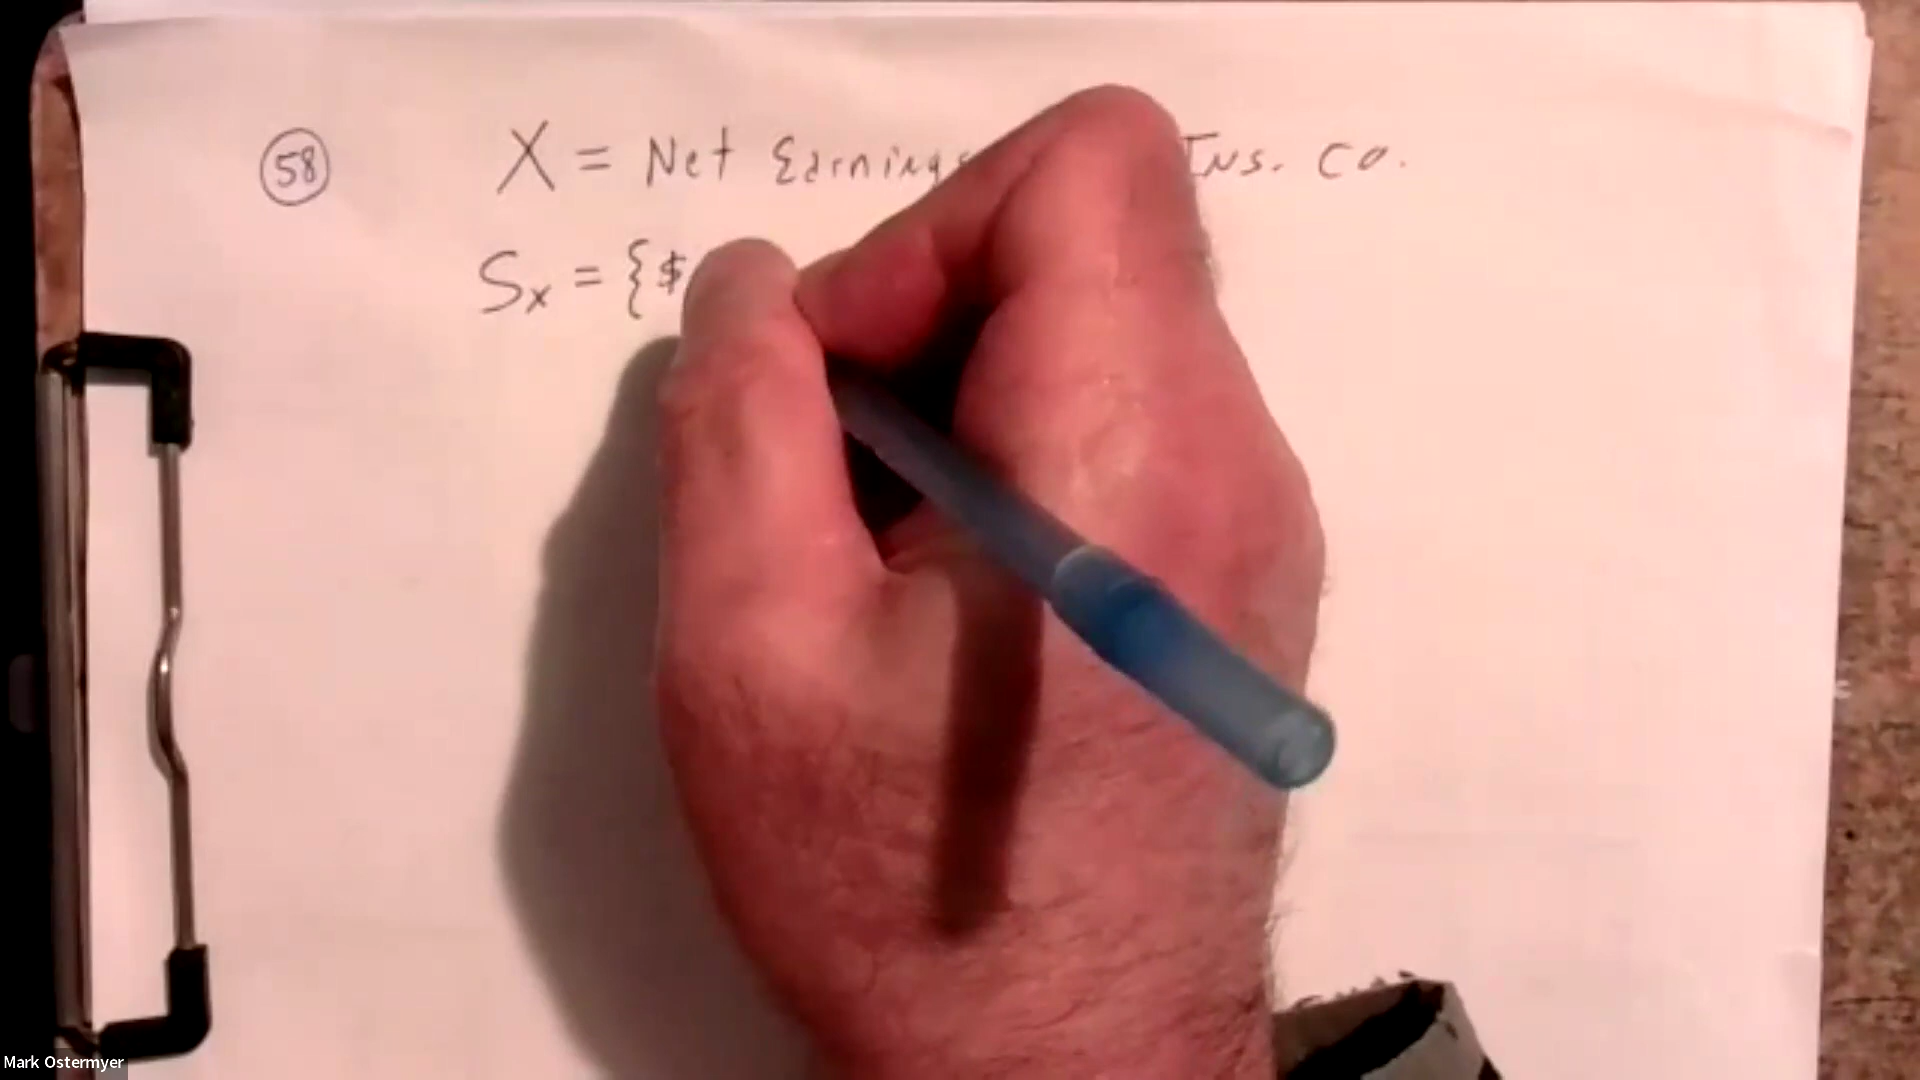 58 X = Net Earnings Ins. Co.
Sx = {$
Mark Ostermyer